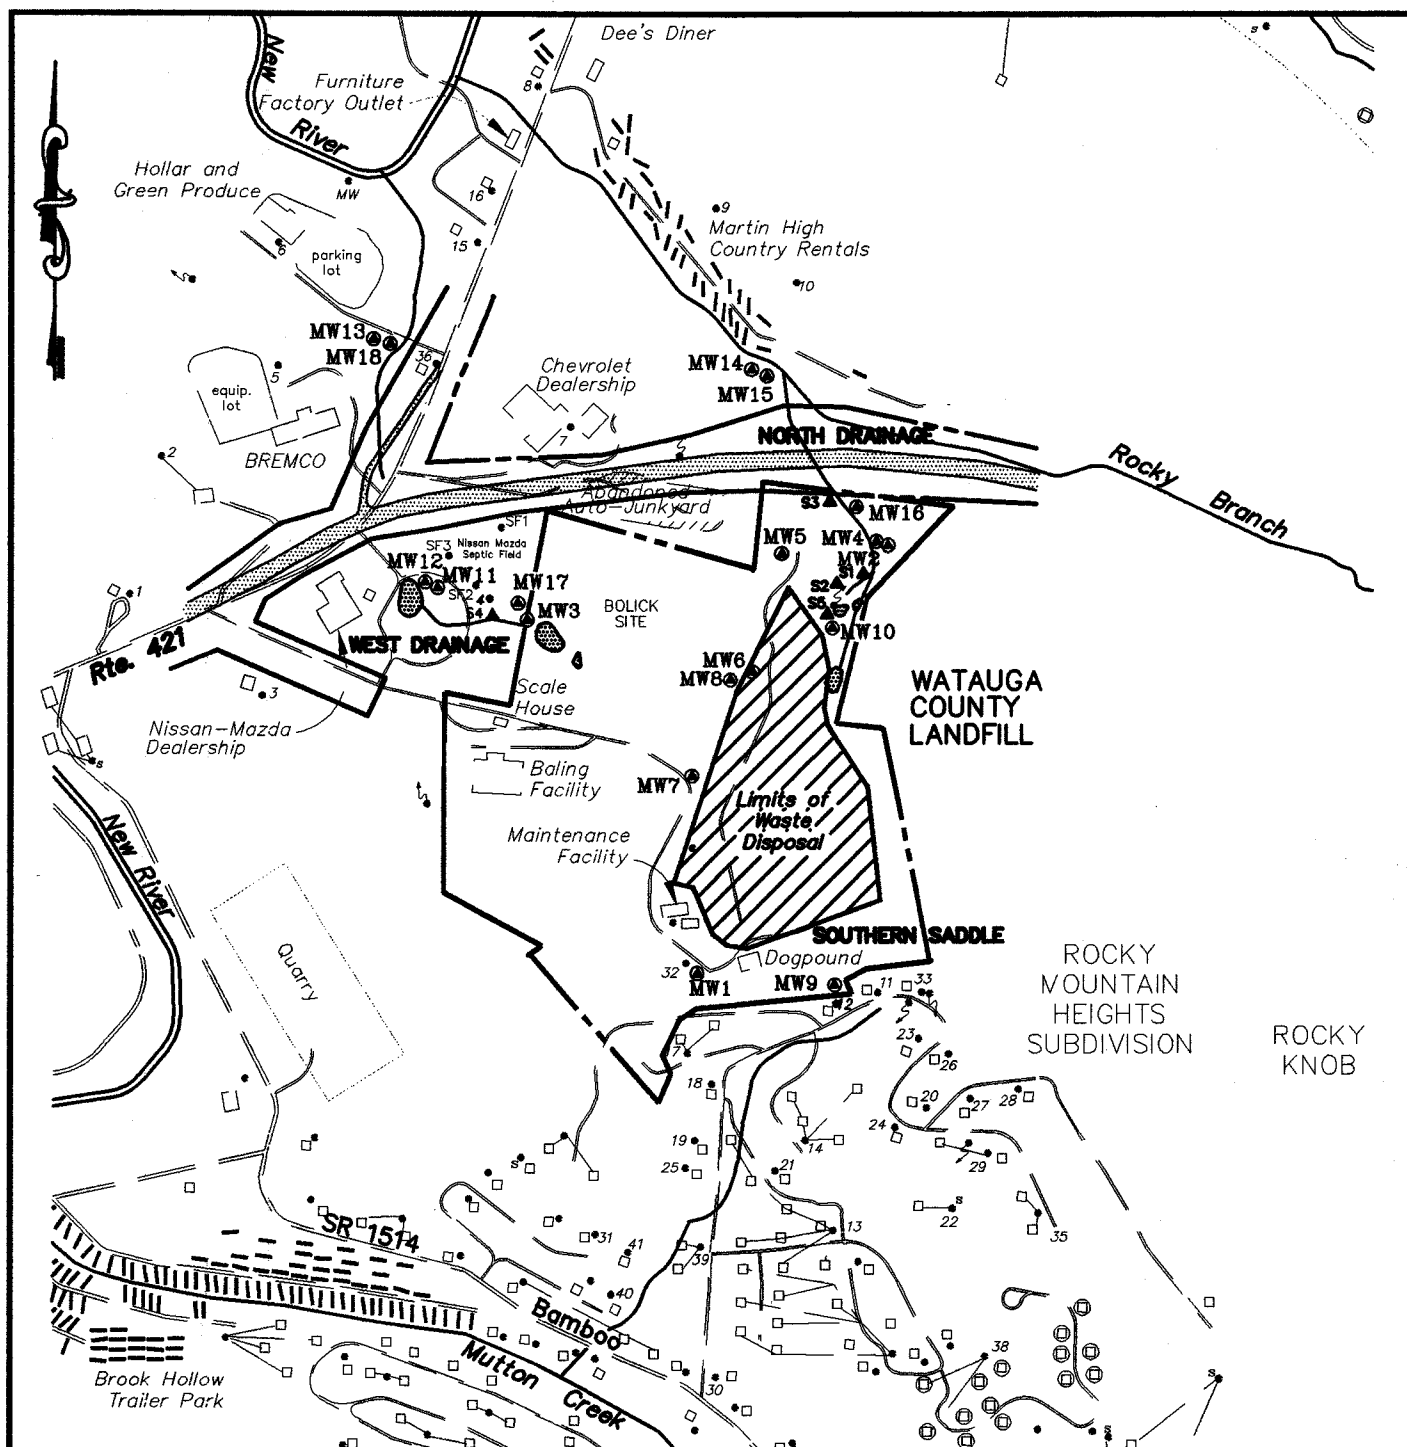 Dee's Diner
S
New
River
Furniture
Factory Outlet
8
Hollar and
Green Produce
MW
16
15
6
parking
lot
9
Martin High
Country Rentals
10
MW13
MW18
36
5
equip.
lot
BREMCO
2
Chevrolet
Dealership
7
MW14
MW15
NORTH DRAINAGE
Rocky
Branch
Abandoned
Auto-Junkyard
S3
MW16
SF1
SF3
Nissan Mazda
Septic Field
MW5
MW4
MW2
MW12
MW11
SF2
4
S4
MW17
MW3
S1
S2
S5
MW10
BOLICK
SITE
1
Rte. 421
WEST DRAINAGE
MW6
MW8
3
Nissan-Mazda
Dealership
Scale
House
WATAUGA
COUNTY
LANDFILL
S
Baling
Facility
MW7
Limits of
Waste
Disposal
New River
Maintenance
Facility
Quarry
SOUTHERN SADDLE
Dogpound
32
MW1
MW9
11
33
12
ROCKY
MOUNTAIN
HEIGHTS
SUBDIVISION
ROCKY
KNOB
23
26
7
18
20
27
28
24
19
14
29
25
21
S
S
22
35
13
SR 1514
31
41
39
40
Bamboo
Mutton
Creek
38
30
S
S
Brook Hollow
Trailer Park